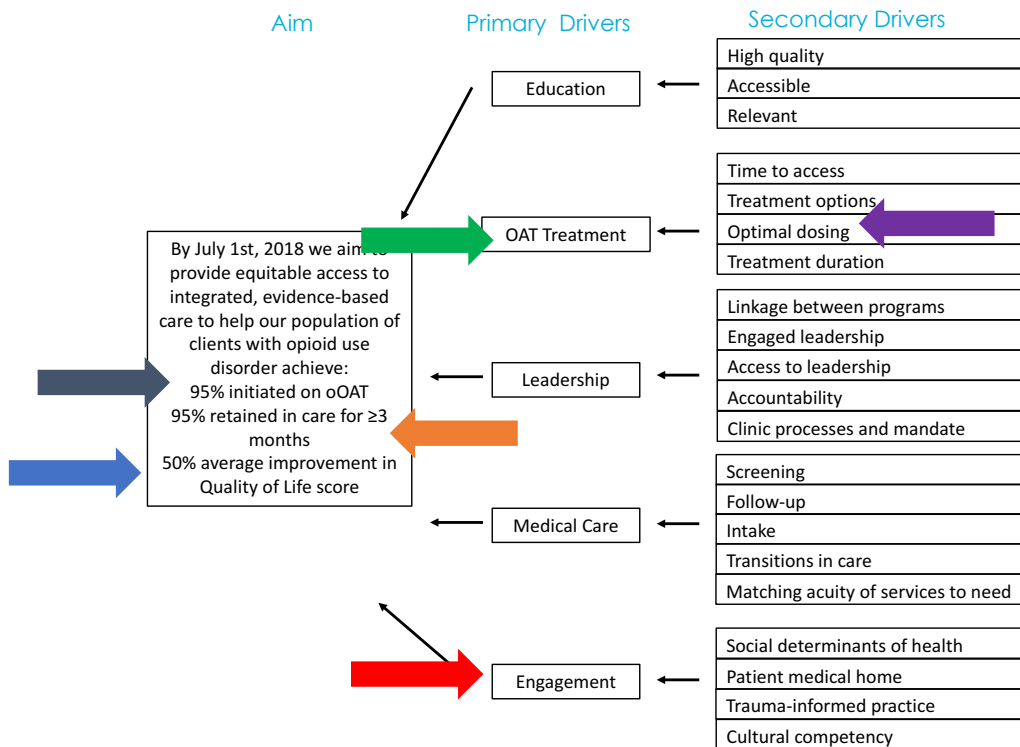 Aim
Primary Drivers
Secondary Drivers
By July 1st, 2018 we aim to
provide equitable access to
integrated, evidence-based
care to help our population of
clients with opioid use
disorder achieve:
95% initiated on oOAT
95% retained in care for ≥3
months
50% average improvement in
Quality of Life score
Education
High quality
Accessible
Relevant
OAT Treatment
Time to access
Treatment options
Optimal dosing
Treatment duration
Leadership
Linkage between programs
Engaged leadership
Access to leadership
Accountability
Clinic processes and mandate
Medical Care
Screening
Follow-up
Intake
Transitions in care
Matching acuity of services to need
Engagement
Social determinants of health
Patient medical home
Trauma-informed practice
Cultural competency